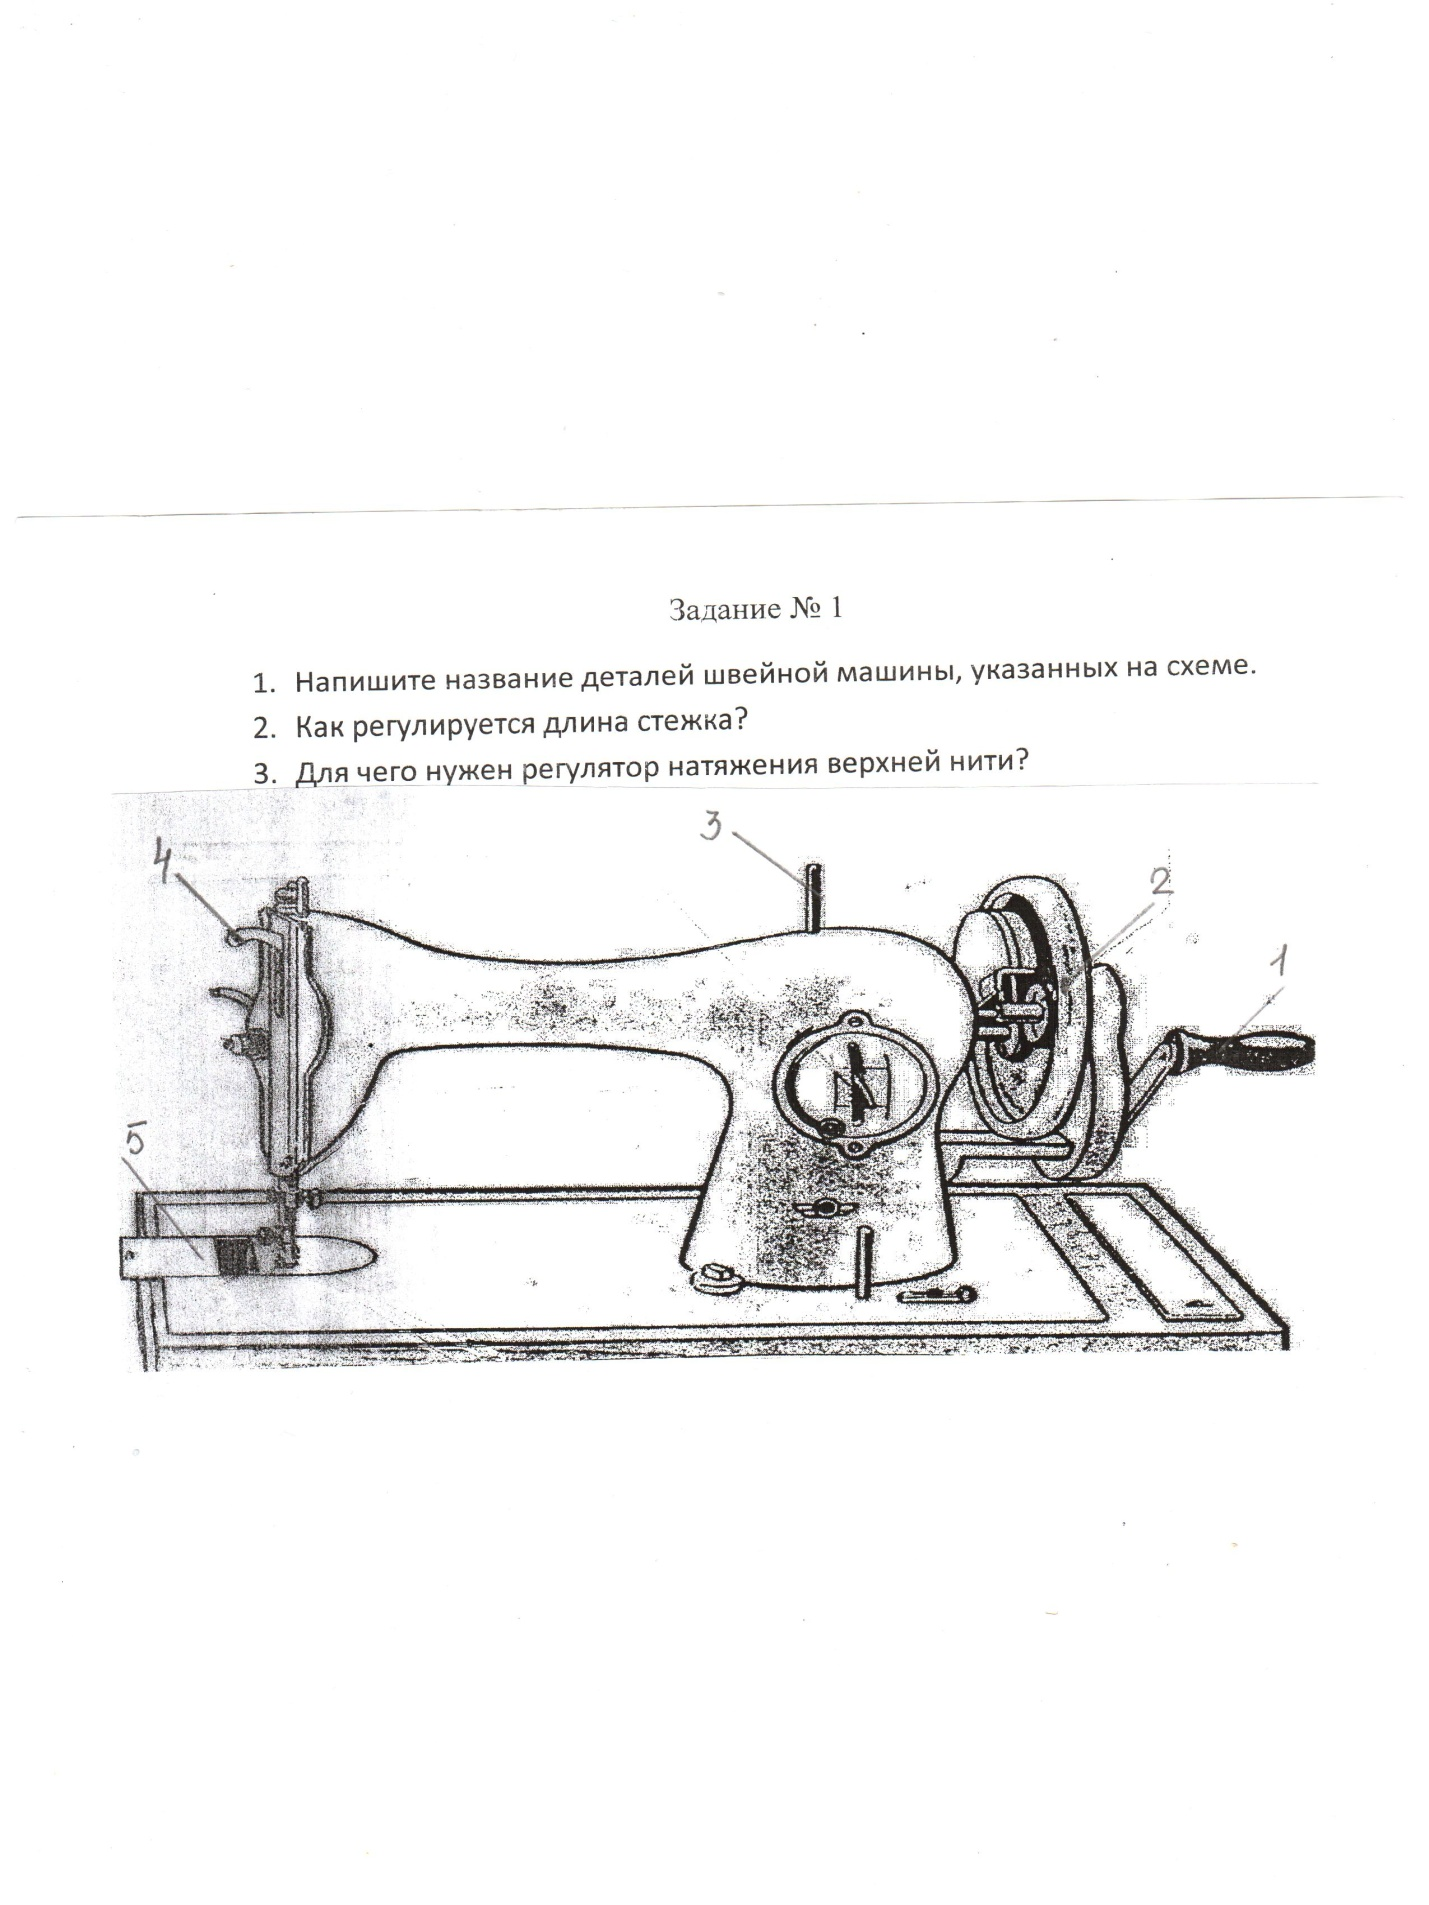 Задание № 1
1. Напишите название деталей швейной машины, указанных на схеме.
2. Как регулируется длина стежка?
3. Для чего нужен регулятор натяжения верхней нити?
3
4
2
1
5